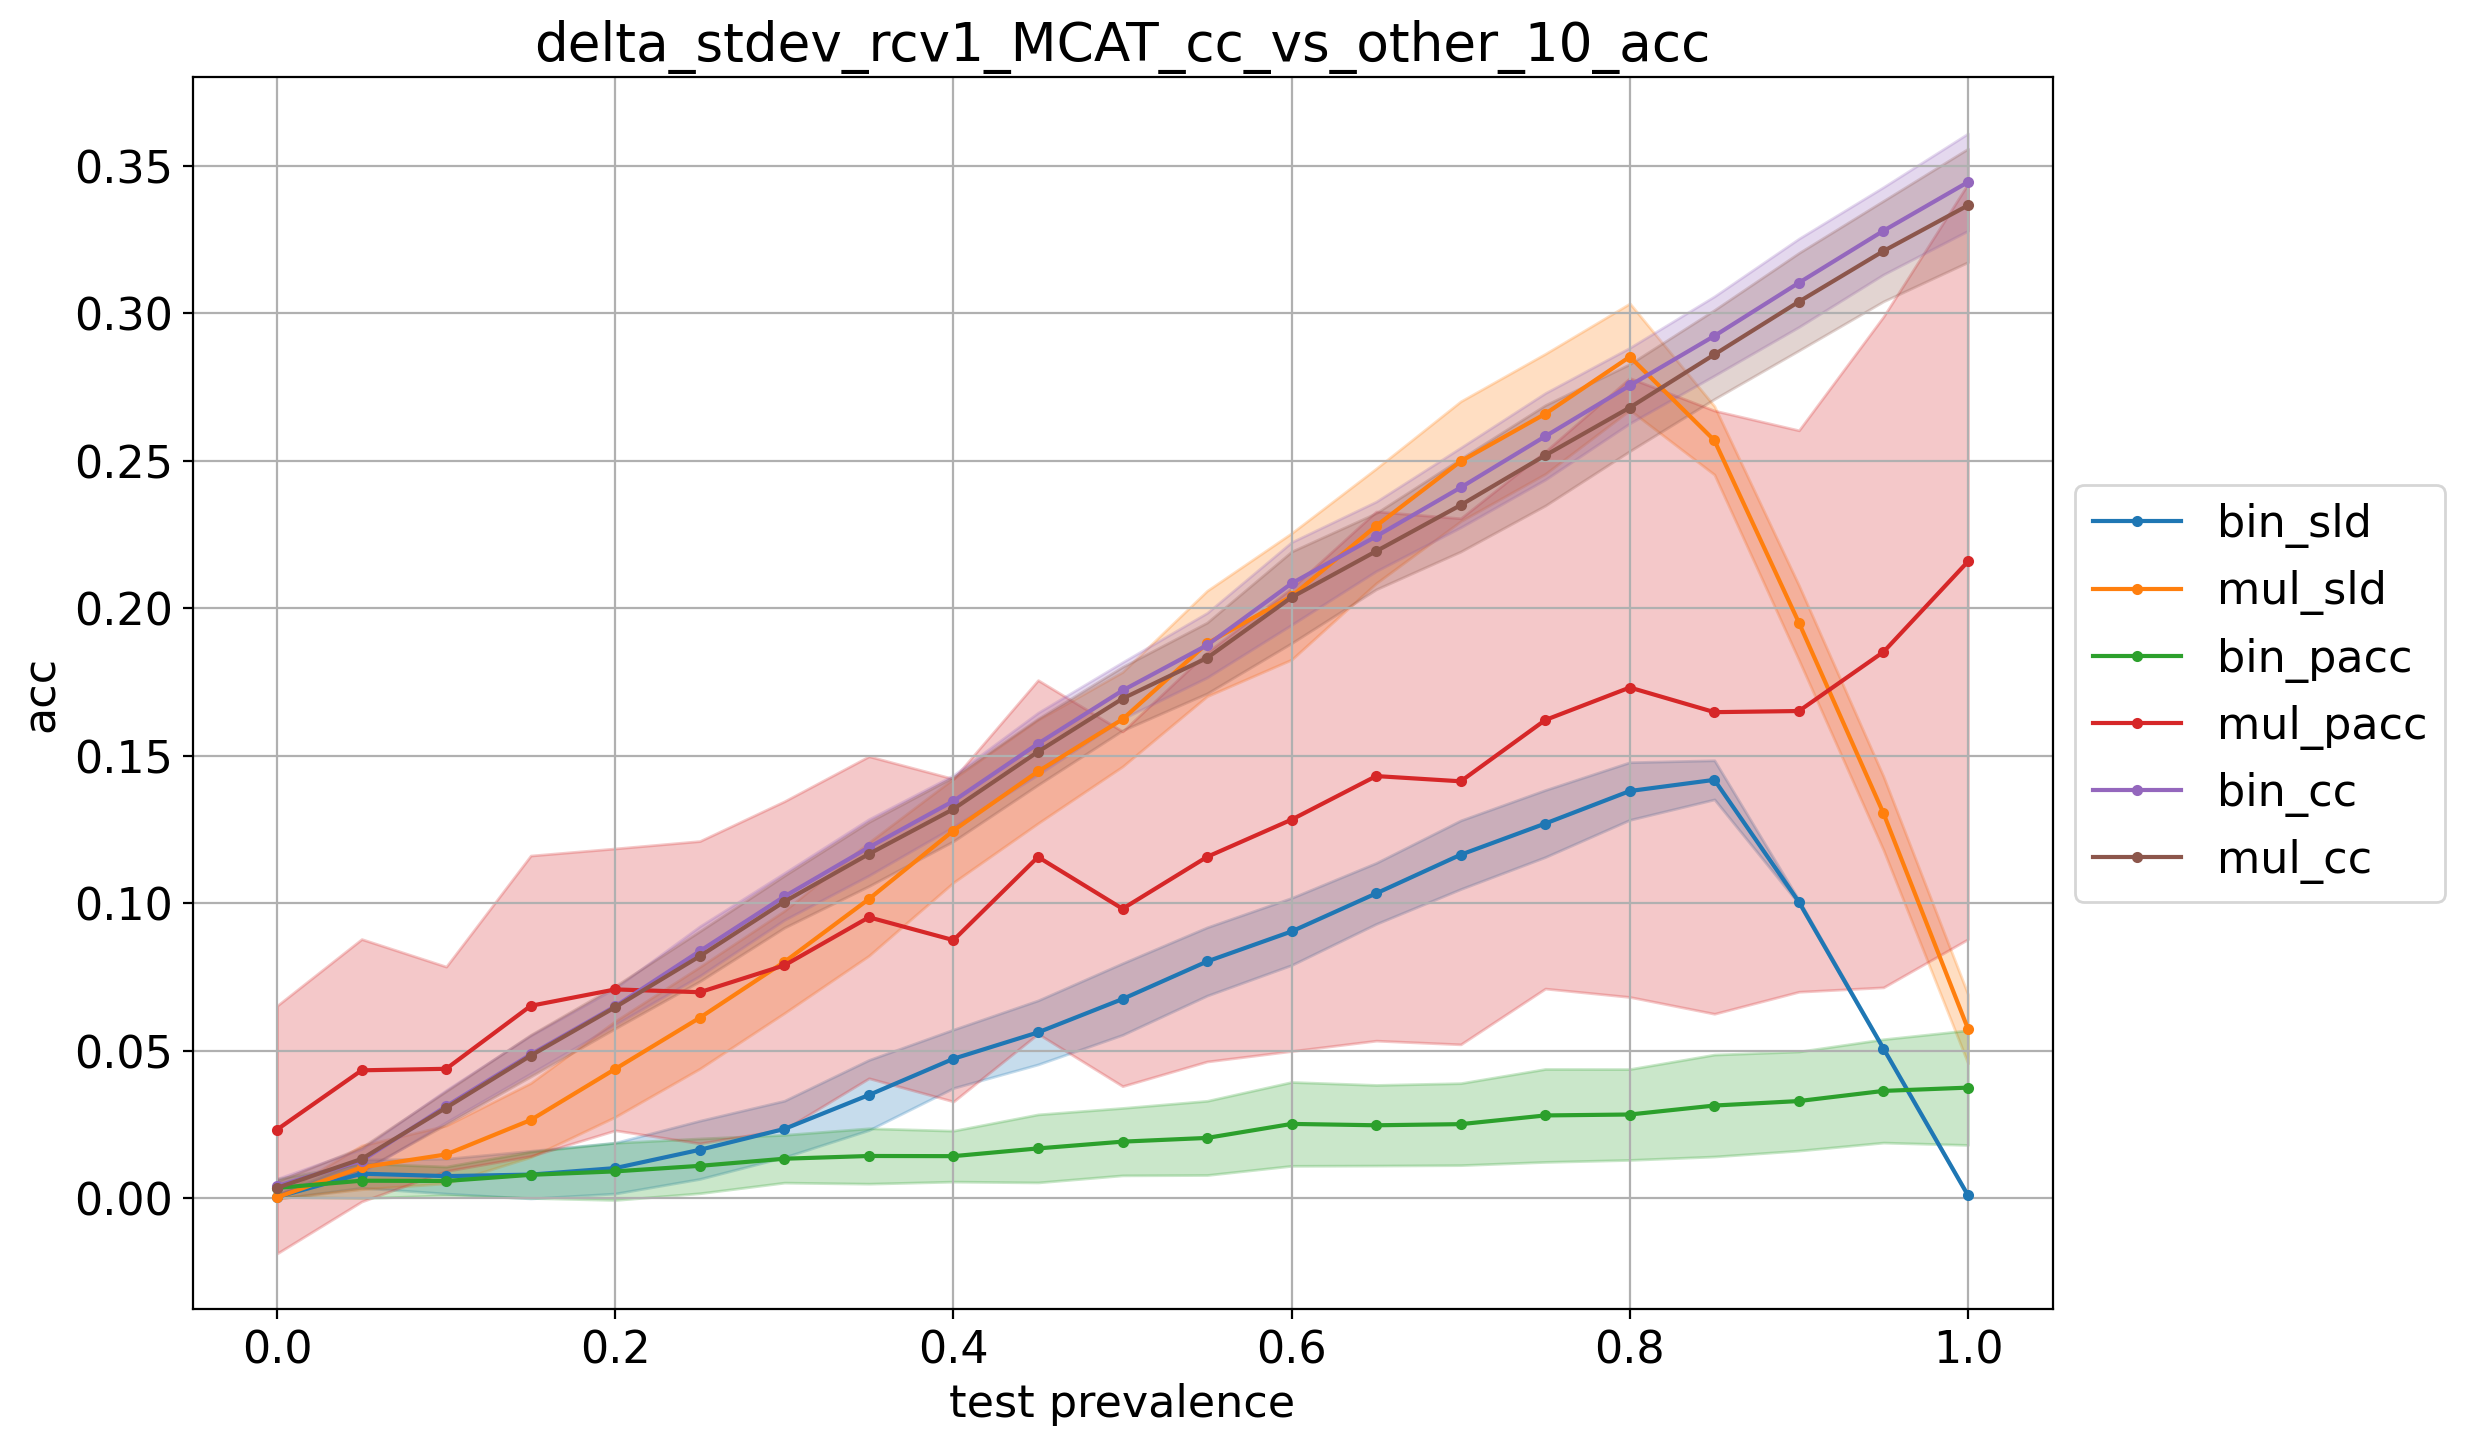 delta_stdev_rcv1_MCAT_cc_vs_other_10_acc
0.35
0.30
0.25
0.20
0.15
0.10
0.05
0.00
acc
0.0 0.2 0.4 0.6 0.8 1.0
test prevalence
bin_sld
mul_sld
bin_pacc
mul_pacc
bin_cc
mul_cc